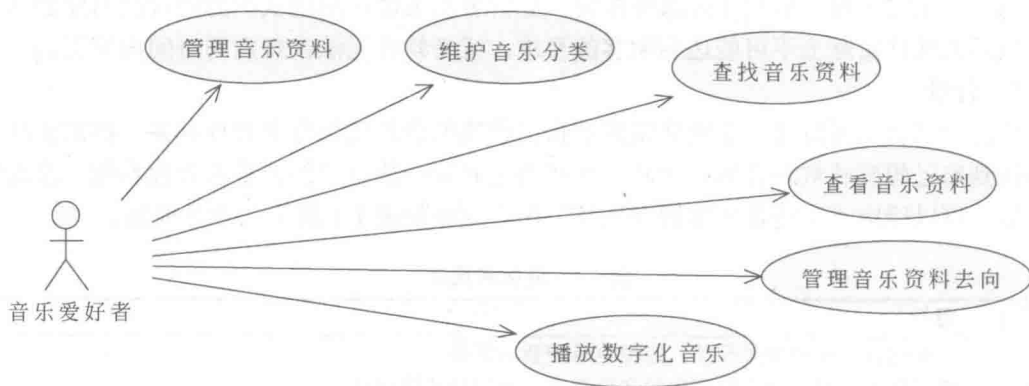 管理音乐资料
维护音乐分类
查找音乐资料
查看音乐资料
管理音乐资料去向
播放数字化音乐
音乐爱好者